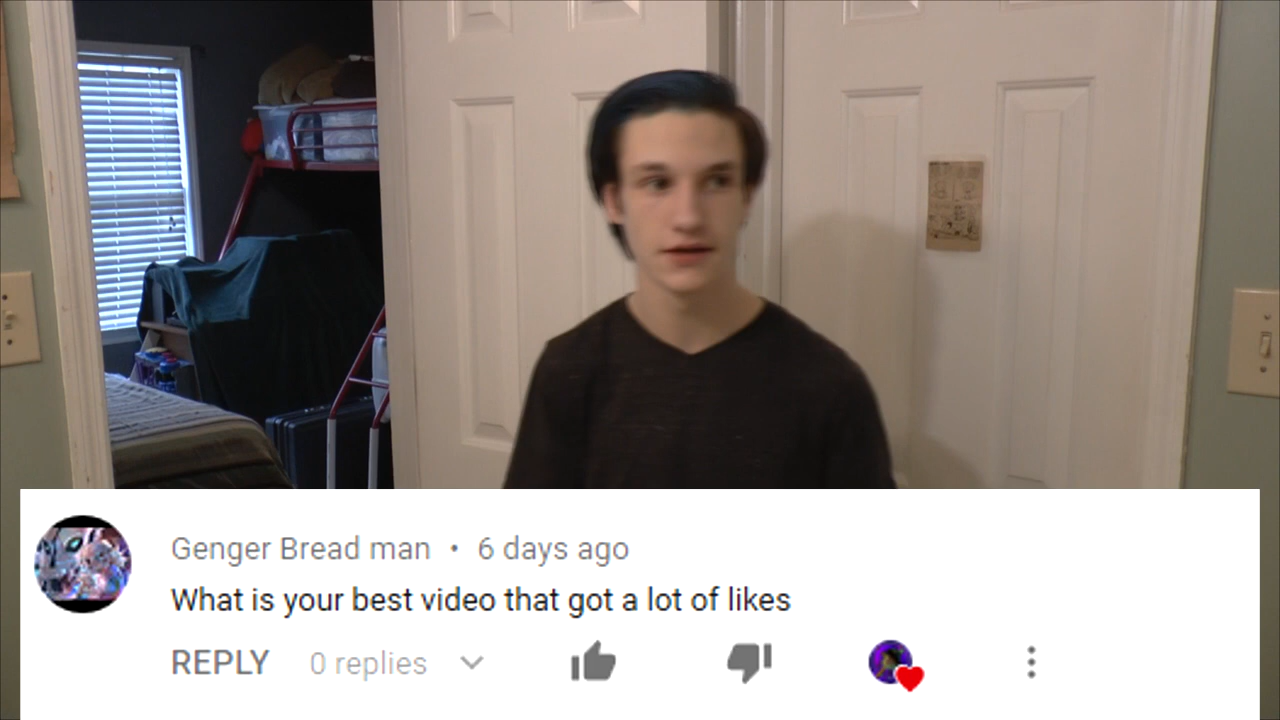 Genger Bread man • 6 days ago
What is your best video that got a lot of likes
REPLY 0 replies